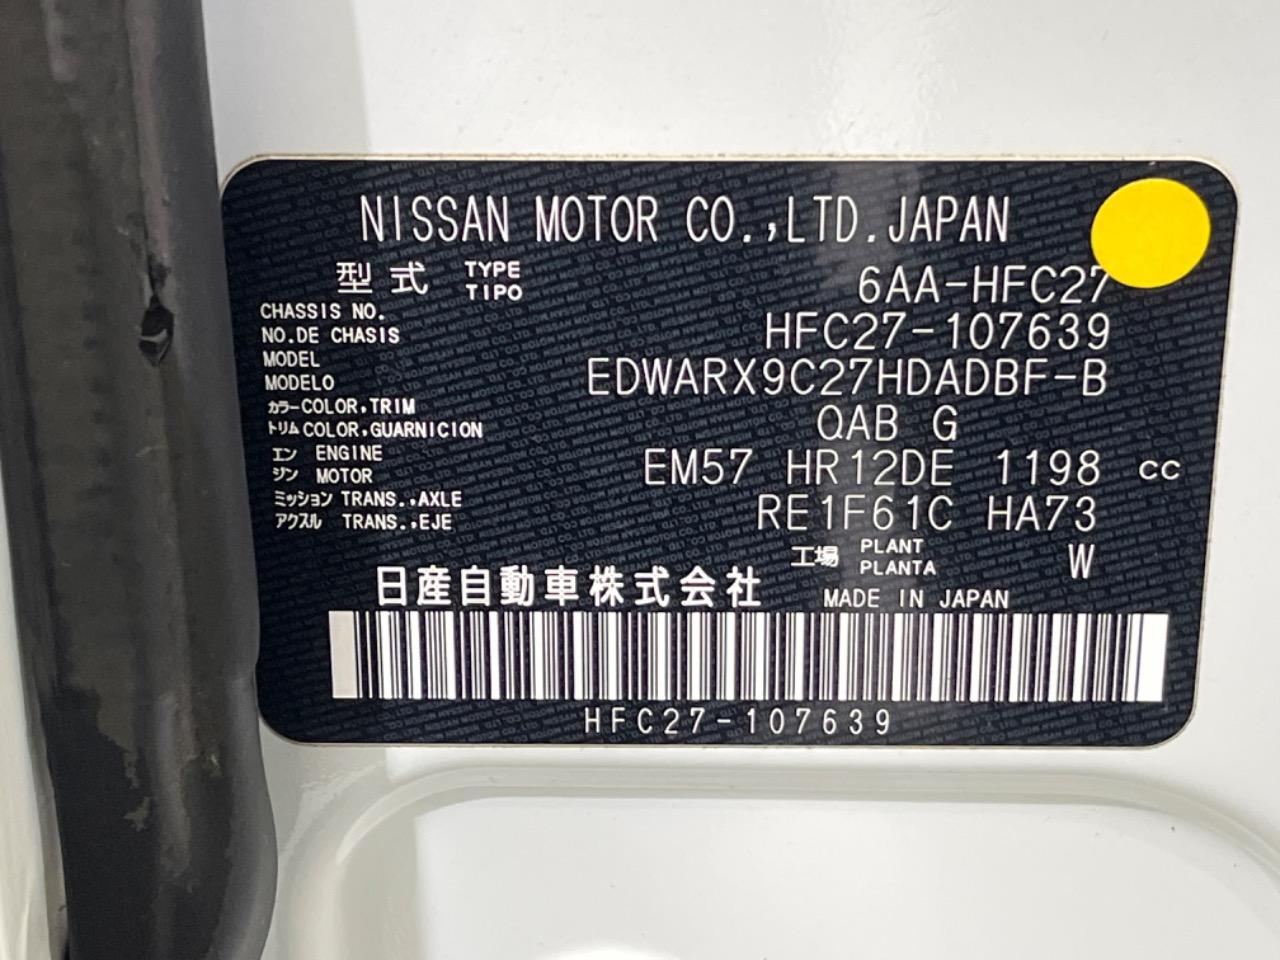 NISSAN MOTOR CO.,LTD.JAPAN
型式 TYPE TIPO 6AA-HFC27
CHASSIS NO.
NO.DE CHASIS HFC27-107639
MODEL
MODELO EDWARX9C27HDADBF-B
カラー COLOR,TRIM
トリム COLOR,GUARNICION QAB G
エン ENGINE
ジン MOTOR EM57 HR12DE 1198 cc
ミッション TRANS.,AXLE
アクスル TRANS.,EJE RE1F61C HA73
工場 PLANT PLANTA W
日産自動車株式会社 MADE IN JAPAN
HFC27-107639